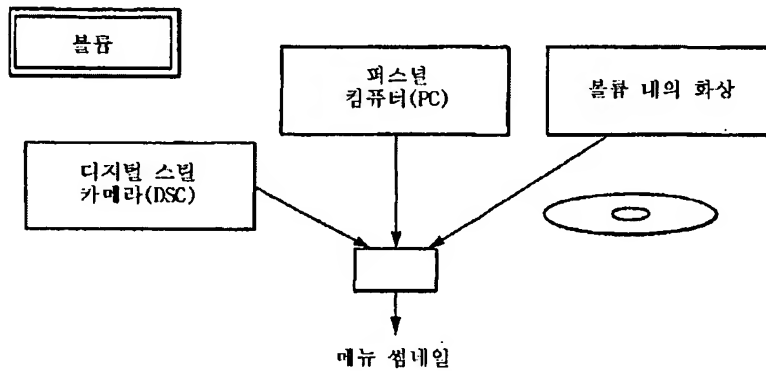 볼륨
퍼스널
컴퓨터(PC)
볼륨 내의 화상
디지털 스틸
카메라(DSC)
메뉴 썸네일